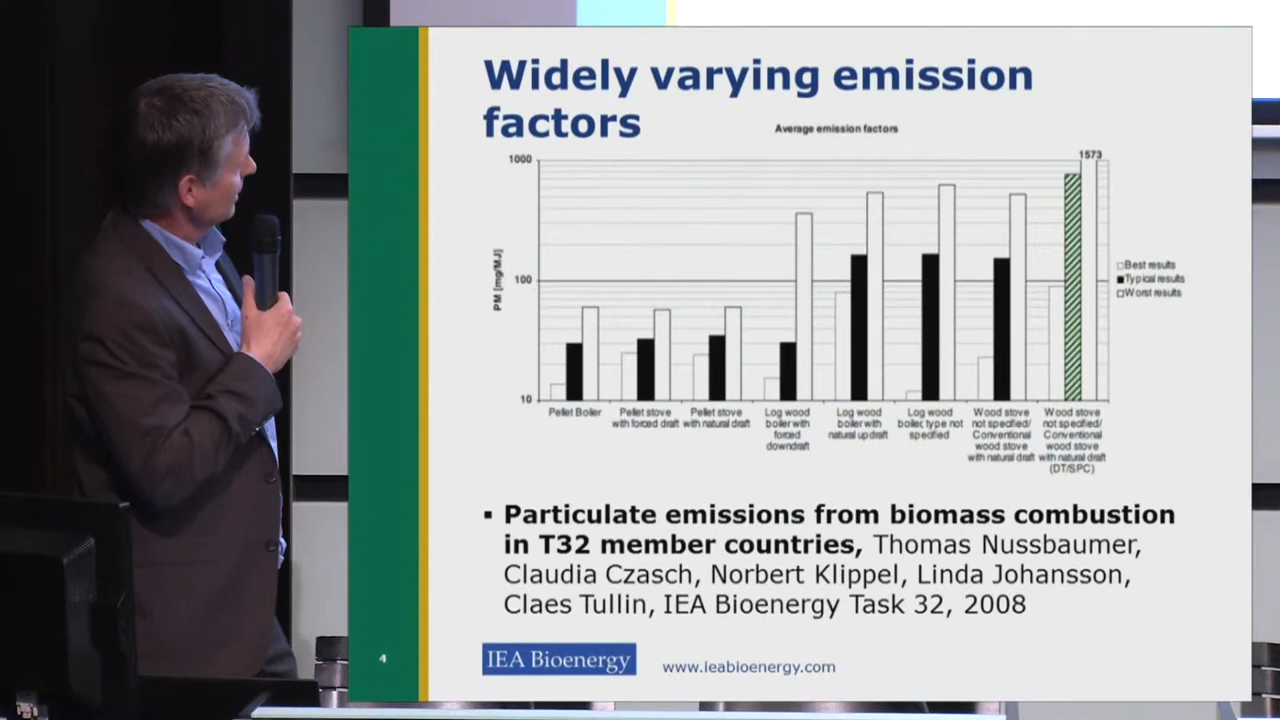 Widely varying emission
factors
Average emission factors
1573
1000
100
10
PM [mg/MJ]
Best results
Typical results
Worst results
Pellet Boiler
Pellet stove
with forced draft
Pellet stove
with natural draft
Log wood
boiler with
forced
downdraft
Log wood
boiler with
natural updraft
Log wood
boiler, type not
specified
Wood stove
not specified/
Conventional
wood stove
with natural draft
Wood stove
not specified/
Conventional
wood stove
with natural draft
(DT/SPC)
▪ Particulate emissions from biomass combustion
in T32 member countries, Thomas Nussbaumer,
Claudia Czasch, Norbert Klippel, Linda Johansson,
Claes Tullin, IEA Bioenergy Task 32, 2008
4
IEA Bioenergy
www.ieabioenergy.com